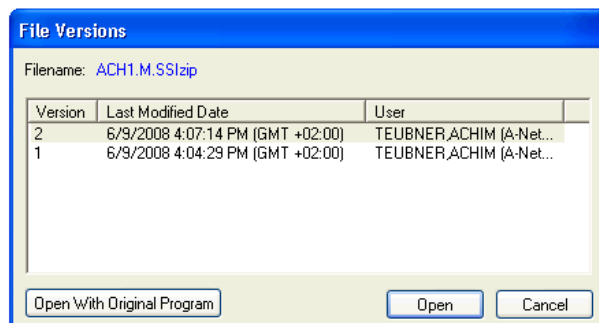 File Versions
Filename: ACH1.M.SSIzip
Version Last Modified Date User
2 6/9/2008 4:07:14 PM (GMT +02:00) TEUBNER,ACHIM (A-Net...
1 6/9/2008 4:04:29 PM (GMT +02:00) TEUBNER,ACHIM (A-Net...
Open With Original Program Open Cancel